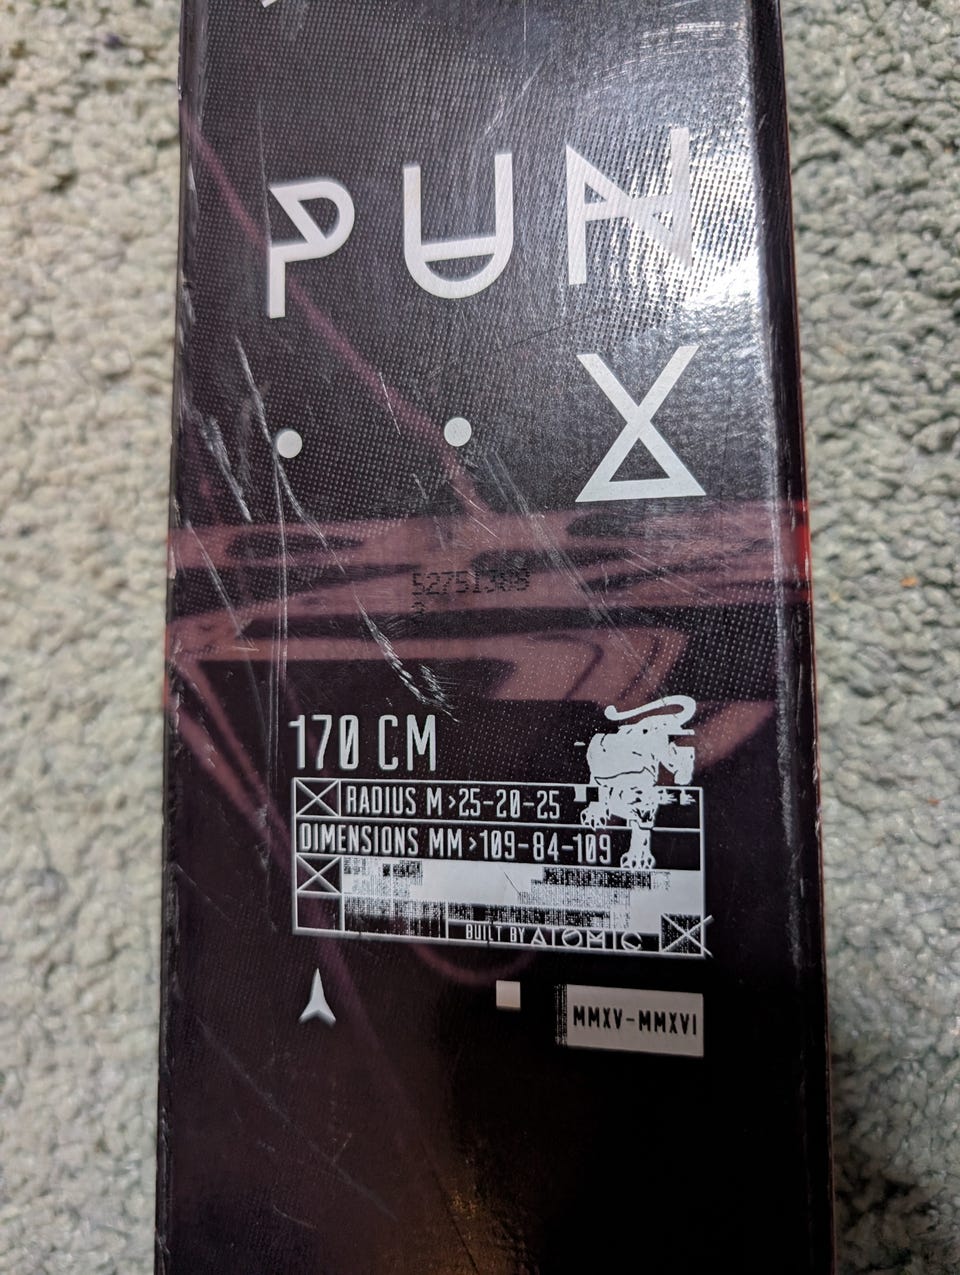 PUN
X
170 CM
RADIUS M>25-20-25
DIMENSIONS MM>109-84-109
BUILT BY ATOMIC
MMXV-MMXVI